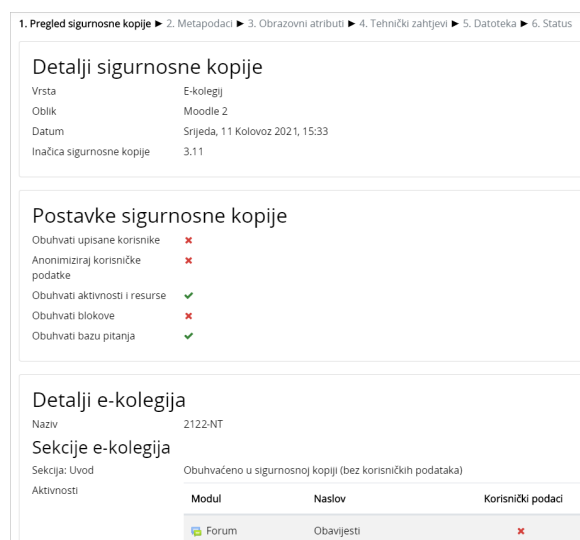 1. Pregled sigurnosne kopije ► 2. Metapodaci ► 3. Obrazovni atributi ► 4. Tehnički zahtjevi ► 5. Datoteka ► 6. Status
Detalji sigurnosne kopije
Vrsta E-kolegij
Oblik Moodle 2
Datum Srijeda, 11 Kolovoz 2021, 15:33
Inačica sigurnosne kopije 3.11
Postavke sigurnosne kopije
Obuhvati upisane korisnike
Anonimiziraj korisničke
podatke
Obuhvati aktivnosti i resurse
Obuhvati blokove
Obuhvati bazu pitanja
Detalji e-kolegija
Naziv 2122-NT
Sekcije e-kolegija
Sekcija: Uvod Obuhvaćeno u sigurnosnoj kopiji (bez korisničkih podataka)
Aktivnosti
Modul Naslov Korisnički podaci
Forum Obavijesti